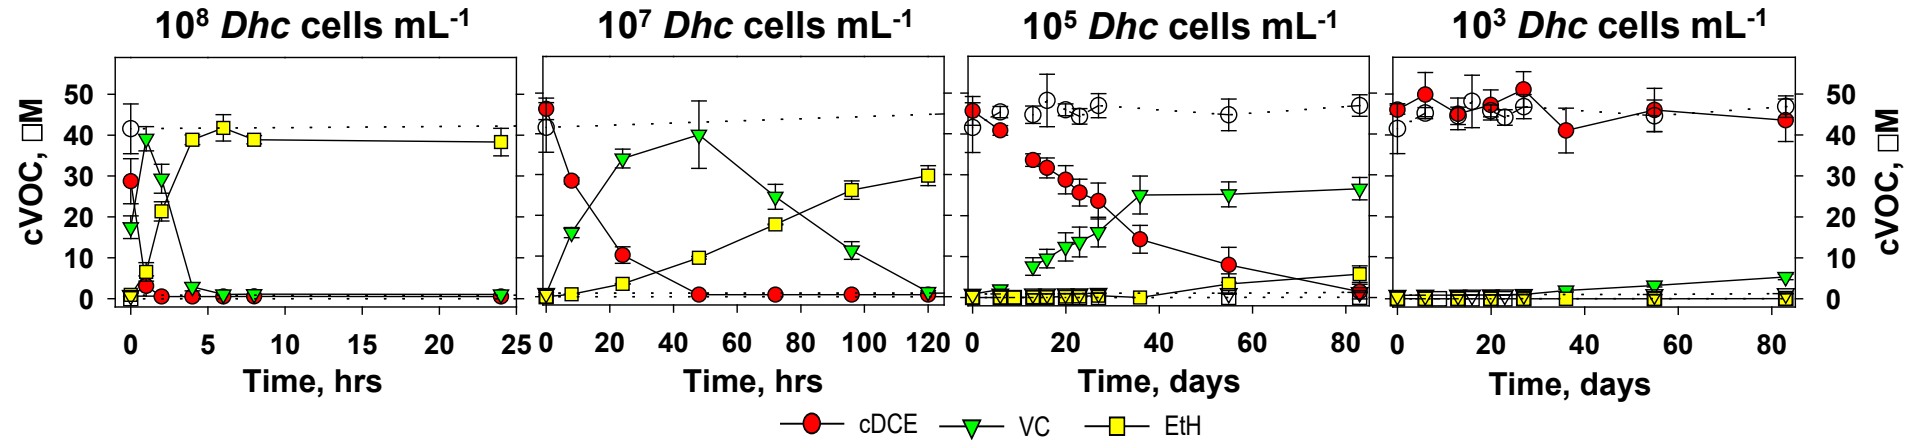 10⁸ Dhc cells mL⁻¹ 10⁷ Dhc cells mL⁻¹ 10⁵ Dhc cells mL⁻¹ 10³ Dhc cells mL⁻¹
cVOC, □M
50
40
30
20
10
0
50
40
30
20
10
0
cVOC, □M
0 5 10 15 20 25 0 20 40 60 80 100 120 0 20 40 60 80 0 20 40 60 80
Time, hrs Time, hrs Time, days Time, days
cDCE VC EtH